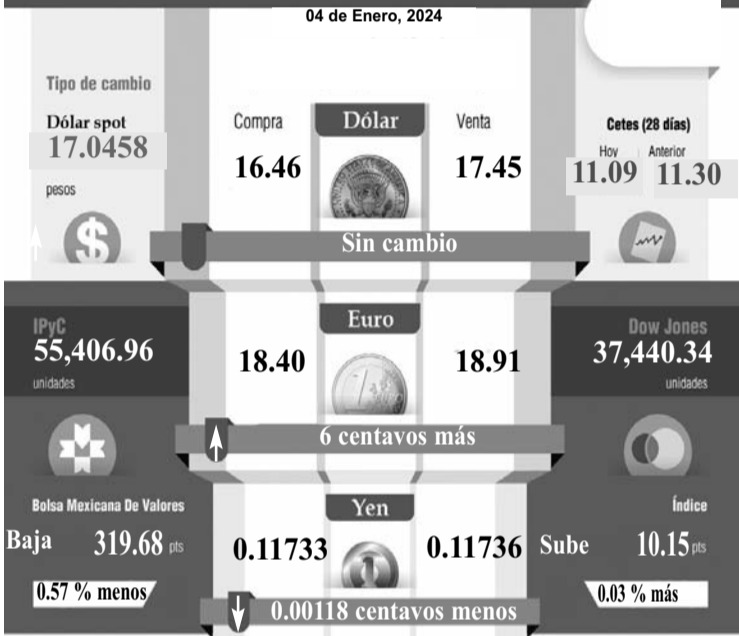 04 de Enero, 2024
Tipo de cambio
Dólar spot
17.0458
pesos
$
Compra
16.46
Dólar
Venta
17.45
Sin cambio
Cetes (28 días)
Hoy Anterior
11.09 11.30
IPyC
55,406.96
unidades
Euro
18.40
18.91
6 centavos más
Dow Jones
37,440.34
unidades
1
Bolsa Mexicana De Valores
Baja 319.68 pts
0.57 % menos
Yen
0.11733
0.11736
0.00118 centavos menos
Índice
Sube 10.15 pts
0.03 % más